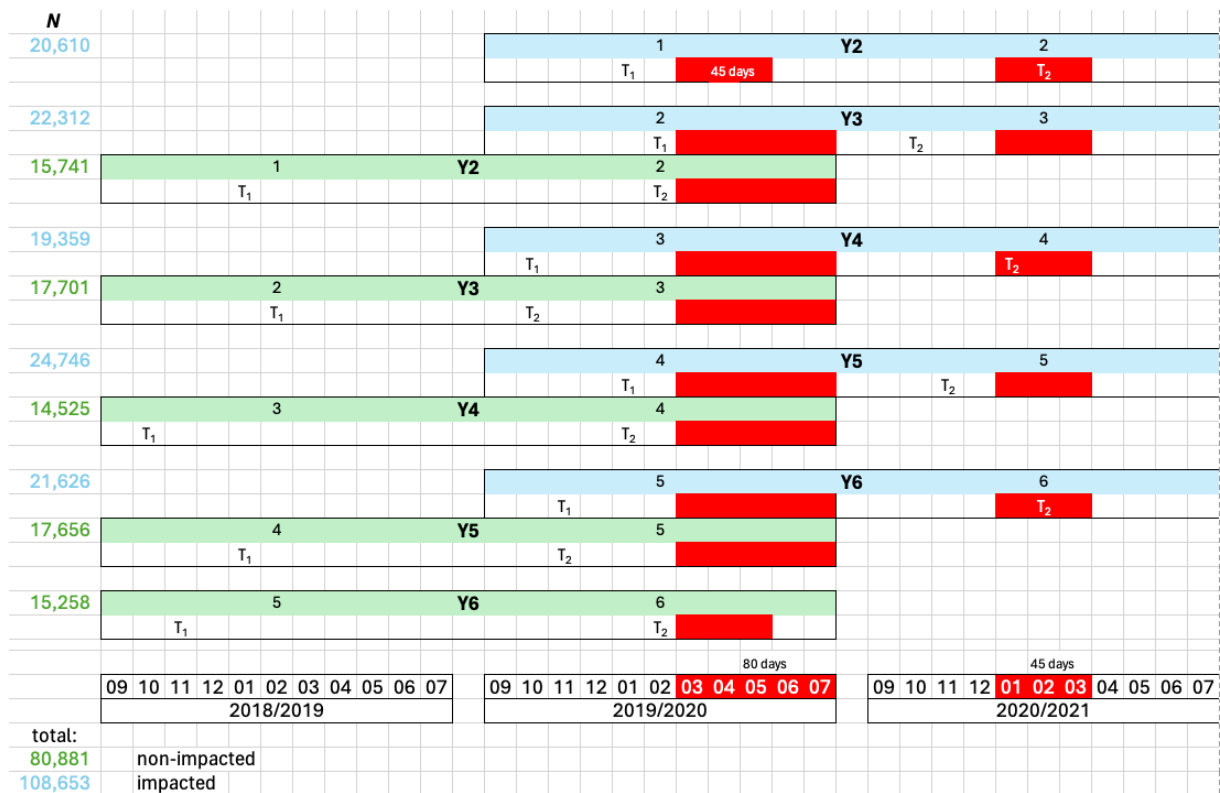 N
20,610 1 Y2 2
T₁ 45 days T₂
22,312 2 Y3 3
T₁ T₂
15,741 1 Y2 2
T₁ T₂
19,359 3 Y4 4
T₁ T₂
17,701 2 Y3 3
T₁ T₂
24,746 4 Y5 5
T₁ T₂
14,525 3 Y4 4
T₁ T₂
21,626 5 Y6 6
T₁ T₂
17,656 4 Y5 5
T₁ T₂
15,258 5 Y6 6
T₁ T₂
80 days 45 days
09 10 11 12 01 02 03 04 05 06 07 09 10 11 12 01 02 03 04 05 06 07 09 10 11 12 01 02 03 04 05 06 07
2018/2019 2019/2020 2020/2021
total:
80,881 non-impacted
108,653 impacted